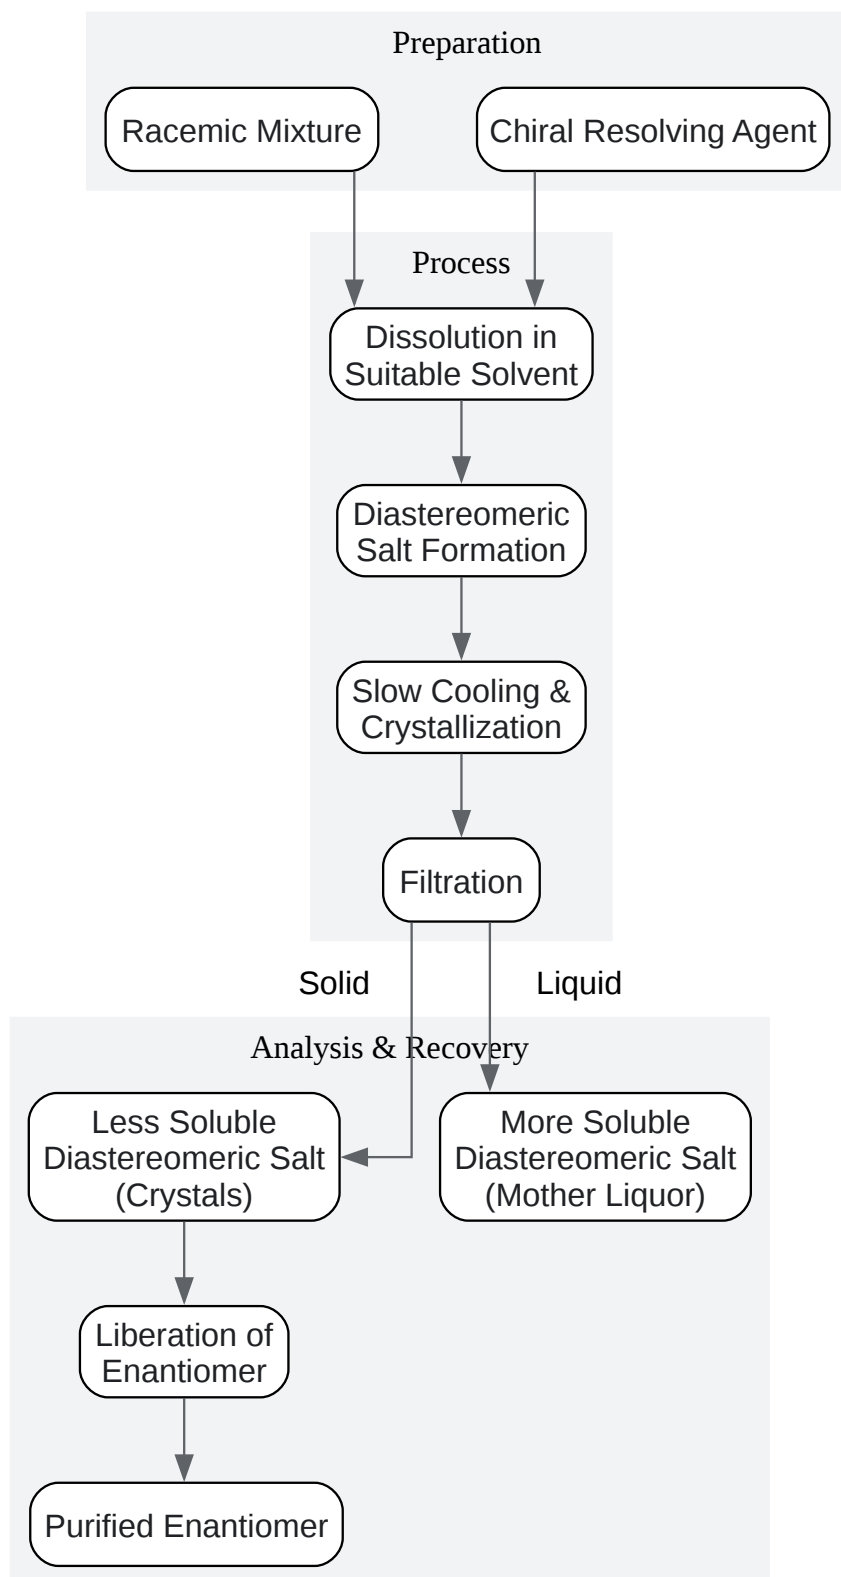 Preparation
Racemic Mixture
Chiral Resolving Agent
Process
Dissolution in
Suitable Solvent
Diastereomeric
Salt Formation
Slow Cooling &
Crystallization
Filtration
Solid
Liquid
Analysis & Recovery
Less Soluble
Diastereomeric Salt
(Crystals)
More Soluble
Diastereomeric Salt
(Mother Liquor)
Liberation of
Enantiomer
Purified Enantiomer